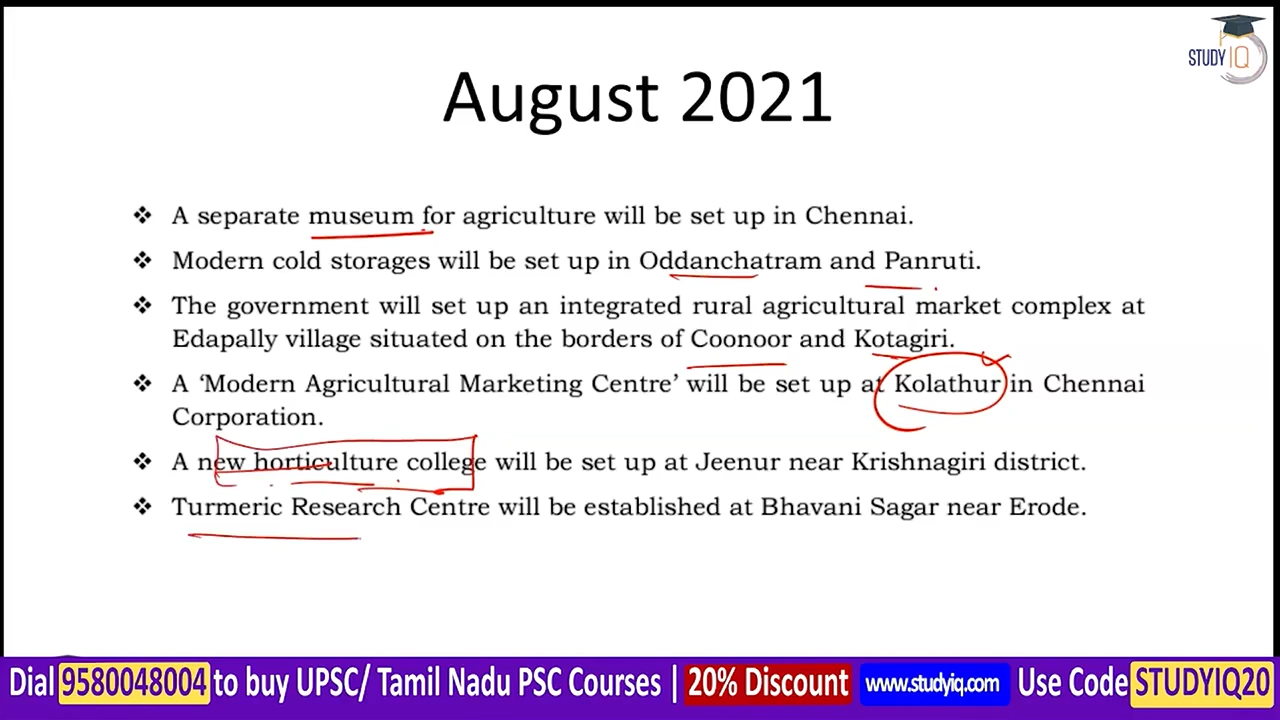 STUDY IQ
August 2021
❖ A separate museum for agriculture will be set up in Chennai.
❖ Modern cold storages will be set up in Oddanchatram and Panruti.
❖ The government will set up an integrated rural agricultural market complex at
Edapally village situated on the borders of Coonoor and Kotagiri.
❖ A ‘Modern Agricultural Marketing Centre’ will be set up at Kolathur in Chennai
Corporation.
❖ A new horticulture college will be set up at Jeenur near Krishnagiri district.
❖ Turmeric Research Centre will be established at Bhavani Sagar near Erode.
Dial 9580048004 to buy UPSC/ Tamil Nadu PSC Courses | 20% Discount www.studyiq.com Use Code STUDYIQ20